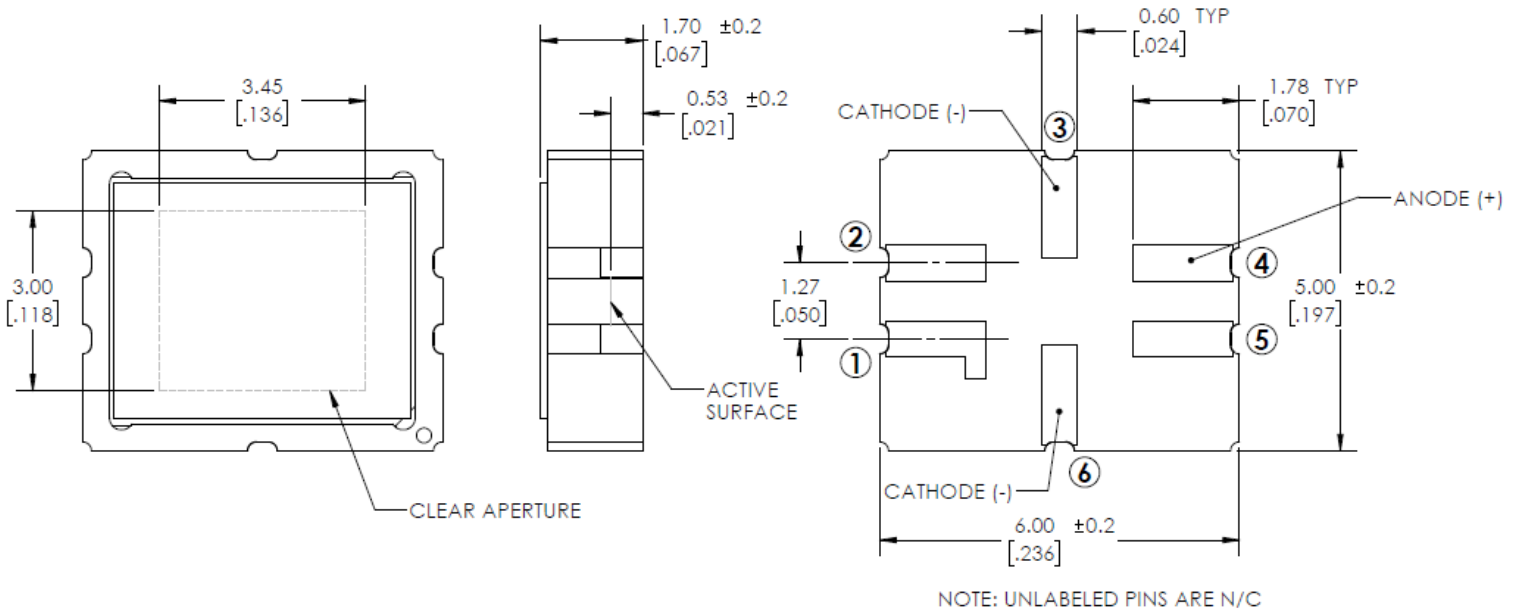 3.45
[.136]
3.00
[.118]
CLEAR APERTURE
1.70 ±0.2
[.067]
0.53 ±0.2
[.021]
ACTIVE
SURFACE
0.60 TYP
[.024]
1.78 TYP
[.070]
CATHODE (-)
3
ANODE (+)
2
4
1.27
[.050]
5.00 ±0.2
[.197]
1
5
CATHODE (-)
6
6.00 ±0.2
[.236]
NOTE: UNLABELED PINS ARE N/C